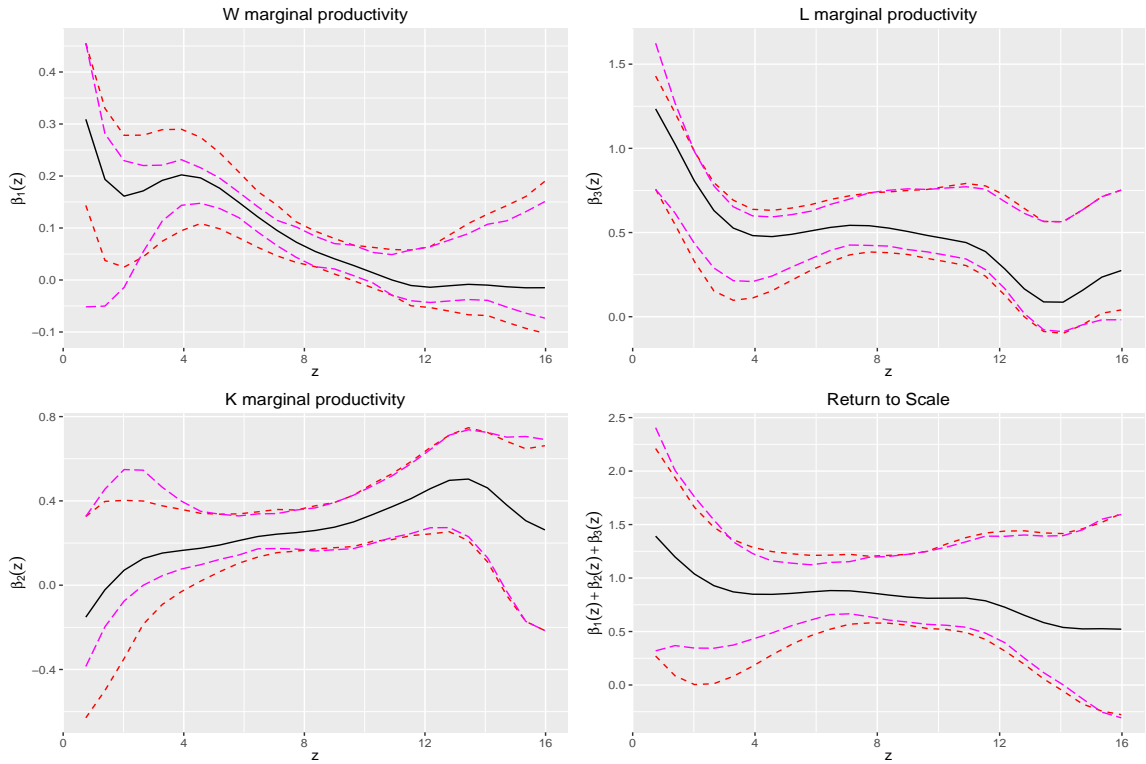 W marginal productivity
β₁(z)
0.4
0.3
0.2
0.1
0.0
−0.1
0 4 8 12 16
z
L marginal productivity
β₃(z)
1.5
1.0
0.5
0.0
0 4 8 12 16
z
K marginal productivity
β₂(z)
0.8
0.4
0.0
−0.4
0 4 8 12 16
z
Return to Scale
β₁(z) + β₂(z) + β₃(z)
2.5
2.0
1.5
1.0
0.5
0.0
0 4 8 12 16
z